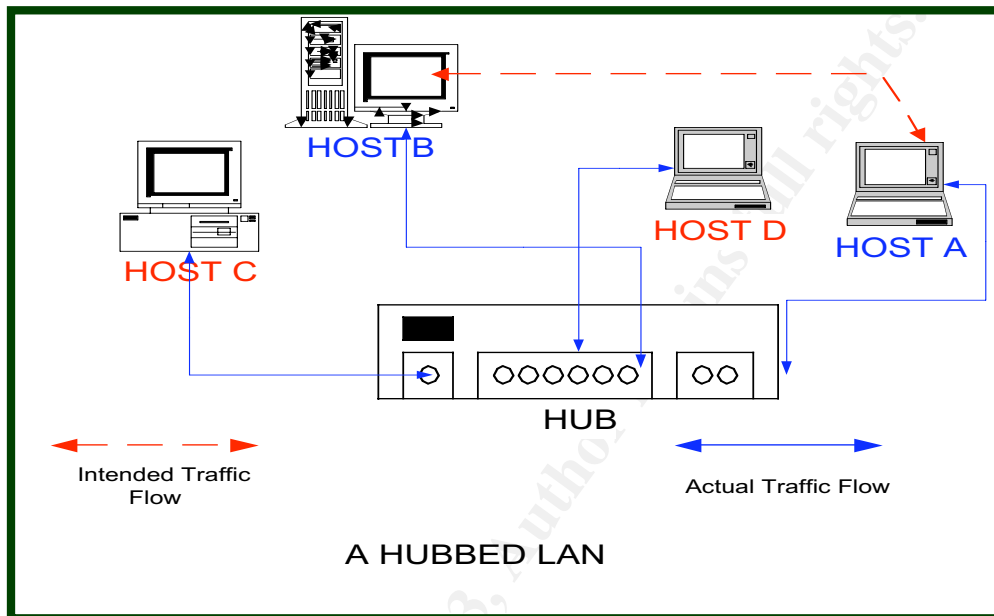 HOST B
HOST C
HOST D
HOST A
HUB
Intended Traffic
Flow
Actual Traffic Flow
A HUBBED LAN